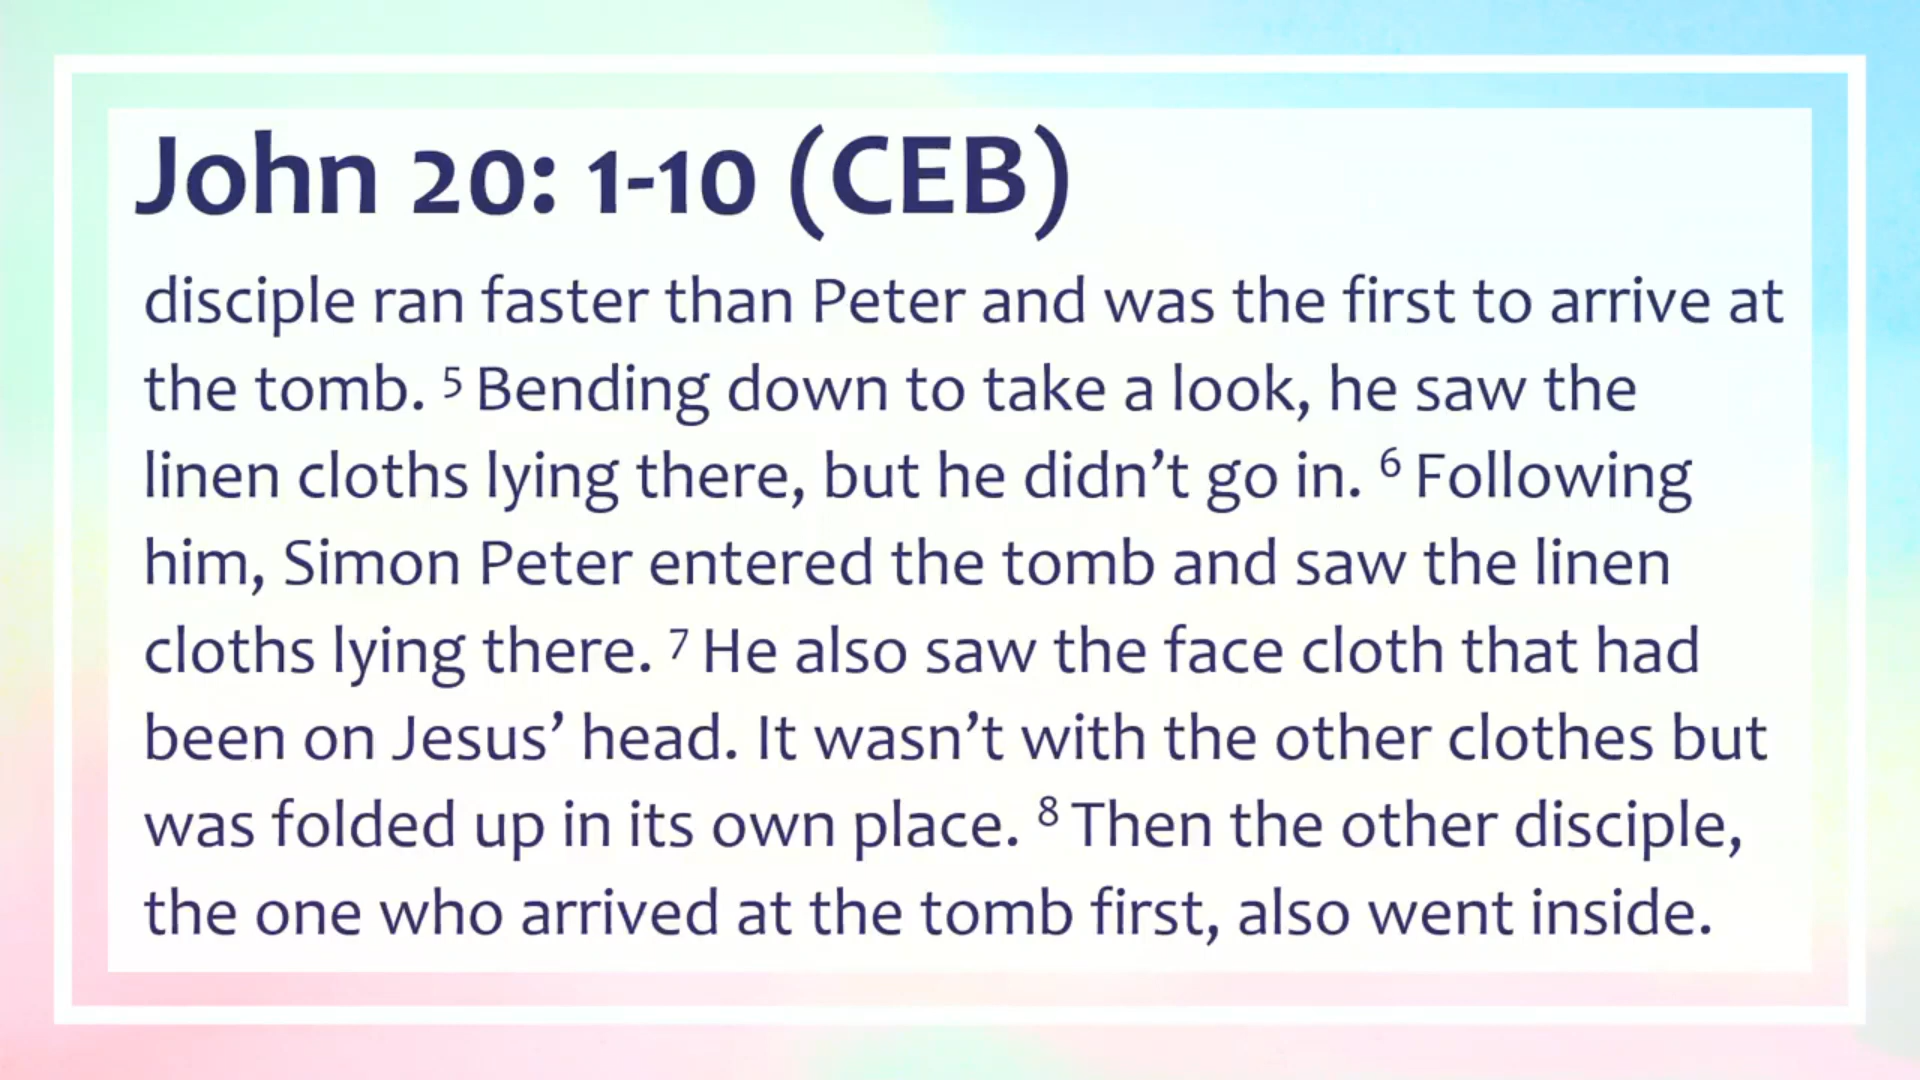 John 20: 1-10 (CEB)
disciple ran faster than Peter and was the first to arrive at
the tomb. 5 Bending down to take a look, he saw the
linen cloths lying there, but he didn’t go in. 6 Following
him, Simon Peter entered the tomb and saw the linen
cloths lying there. 7 He also saw the face cloth that had
been on Jesus’ head. It wasn’t with the other clothes but
was folded up in its own place. 8 Then the other disciple,
the one who arrived at the tomb first, also went inside.